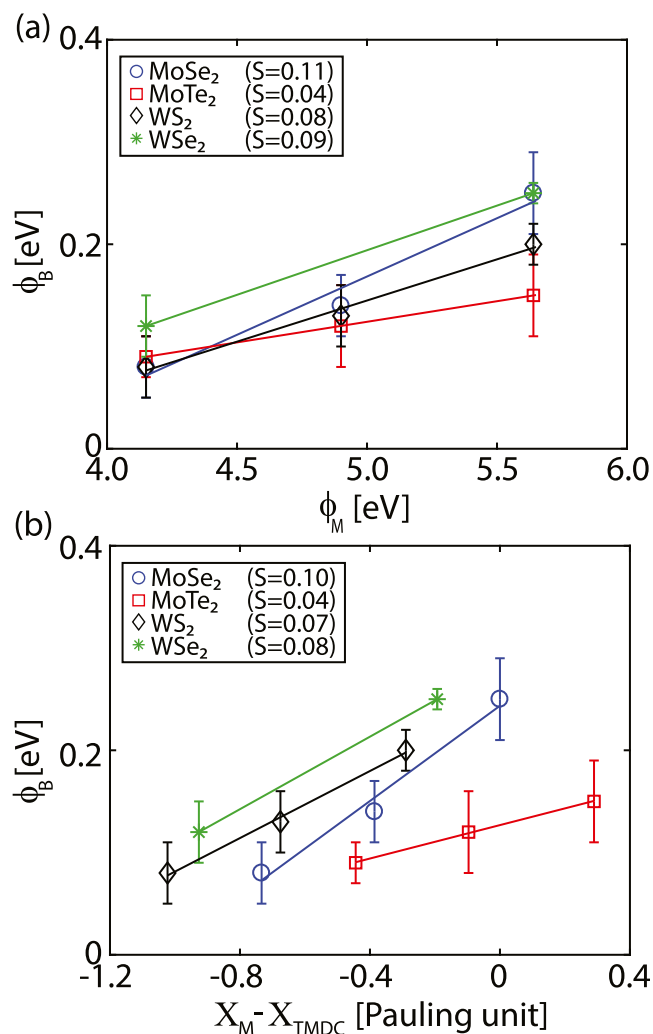 (a)
0.4
MoSe₂ (S=0.11)
MoTe₂ (S=0.04)
WS₂ (S=0.08)
WSe₂ (S=0.09)
0.2
ϕB [eV]
0
4.0 4.5 5.0 5.5 6.0
ϕM [eV]
(b)
0.4
MoSe₂ (S=0.10)
MoTe₂ (S=0.04)
WS₂ (S=0.07)
WSe₂ (S=0.08)
0.2
ϕB [eV]
0
-1.2 -0.8 -0.4 0 0.4
XM-XTMDC [Pauling unit]